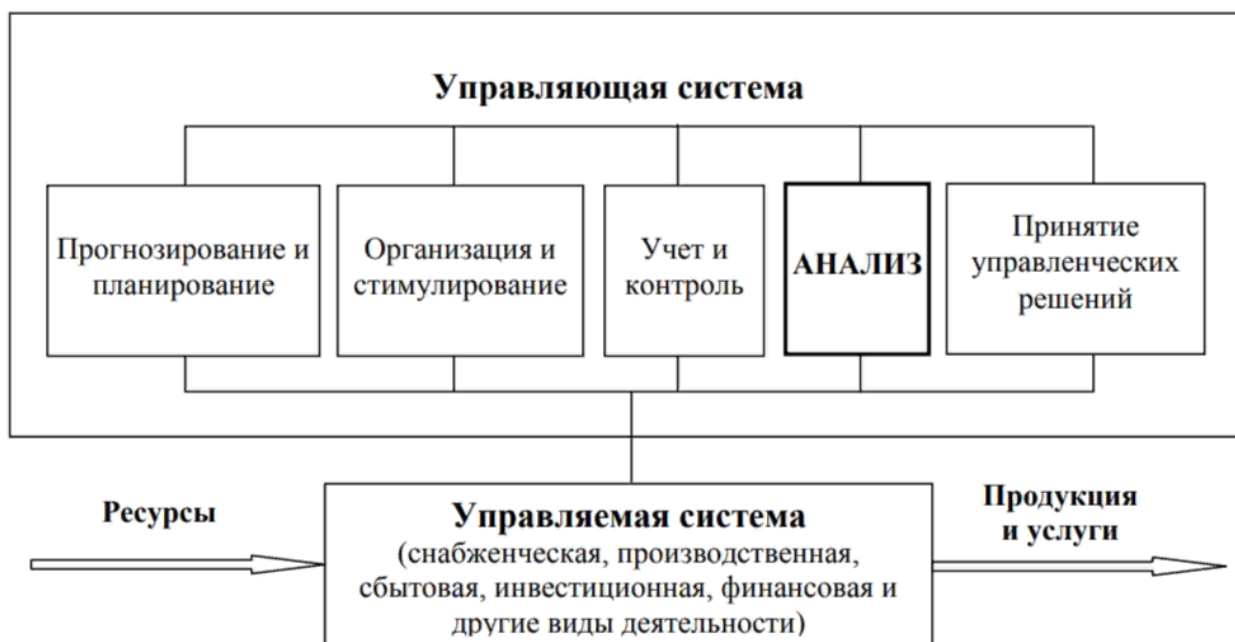 Управляющая система
Прогнозирование и
планирование
Организация и
стимулирование
Учет и
контроль
АНАЛИЗ
Принятие
управленческих
решений
Ресурсы
Управляемая система
(снабженческая, производственная,
сбытовая, инвестиционная, финансовая и
другие виды деятельности)
Продукция
и услуги